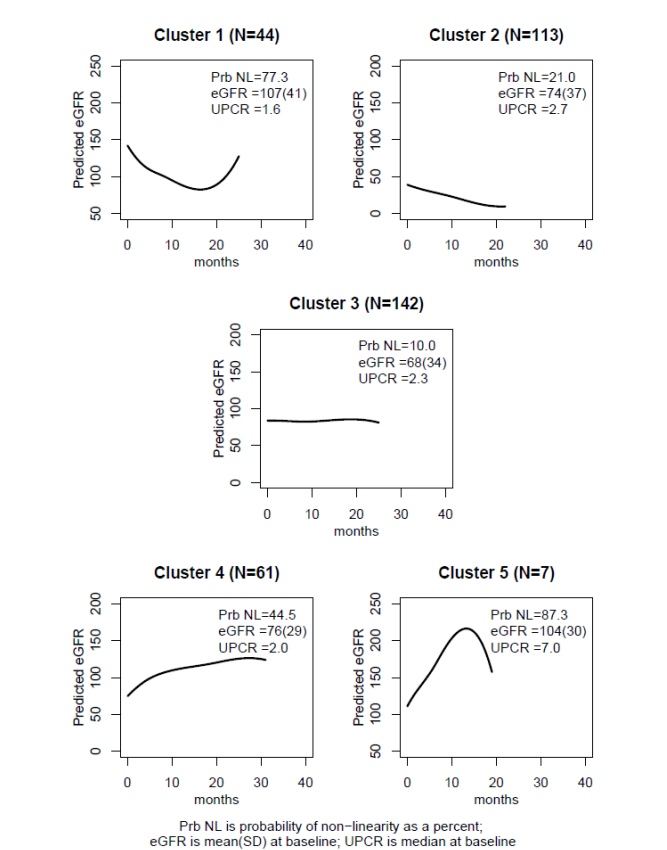 Cluster 1 (N=44)
Prb NL=77.3
eGFR =107(41)
UPCR =1.6
Predicted eGFR
50 100 150 200 250
0 10 20 30 40
months
Cluster 2 (N=113)
Prb NL=21.0
eGFR =74(37)
UPCR =2.7
Predicted eGFR
0 50 100 150 200
0 10 20 30 40
months
Cluster 3 (N=142)
Prb NL=10.0
eGFR =68(34)
UPCR =2.3
Predicted eGFR
0 50 100 150 200
0 10 20 30 40
months
Cluster 4 (N=61)
Prb NL=44.5
eGFR =76(29)
UPCR =2.0
Predicted eGFR
0 50 100 150 200
0 10 20 30 40
months
Cluster 5 (N=7)
Prb NL=87.3
eGFR =104(30)
UPCR =7.0
Predicted eGFR
50 100 150 200 250
0 10 20 30 40
months
Prb NL is probability of non−linearity as a percent;
eGFR is mean(SD) at baseline; UPCR is median at baseline